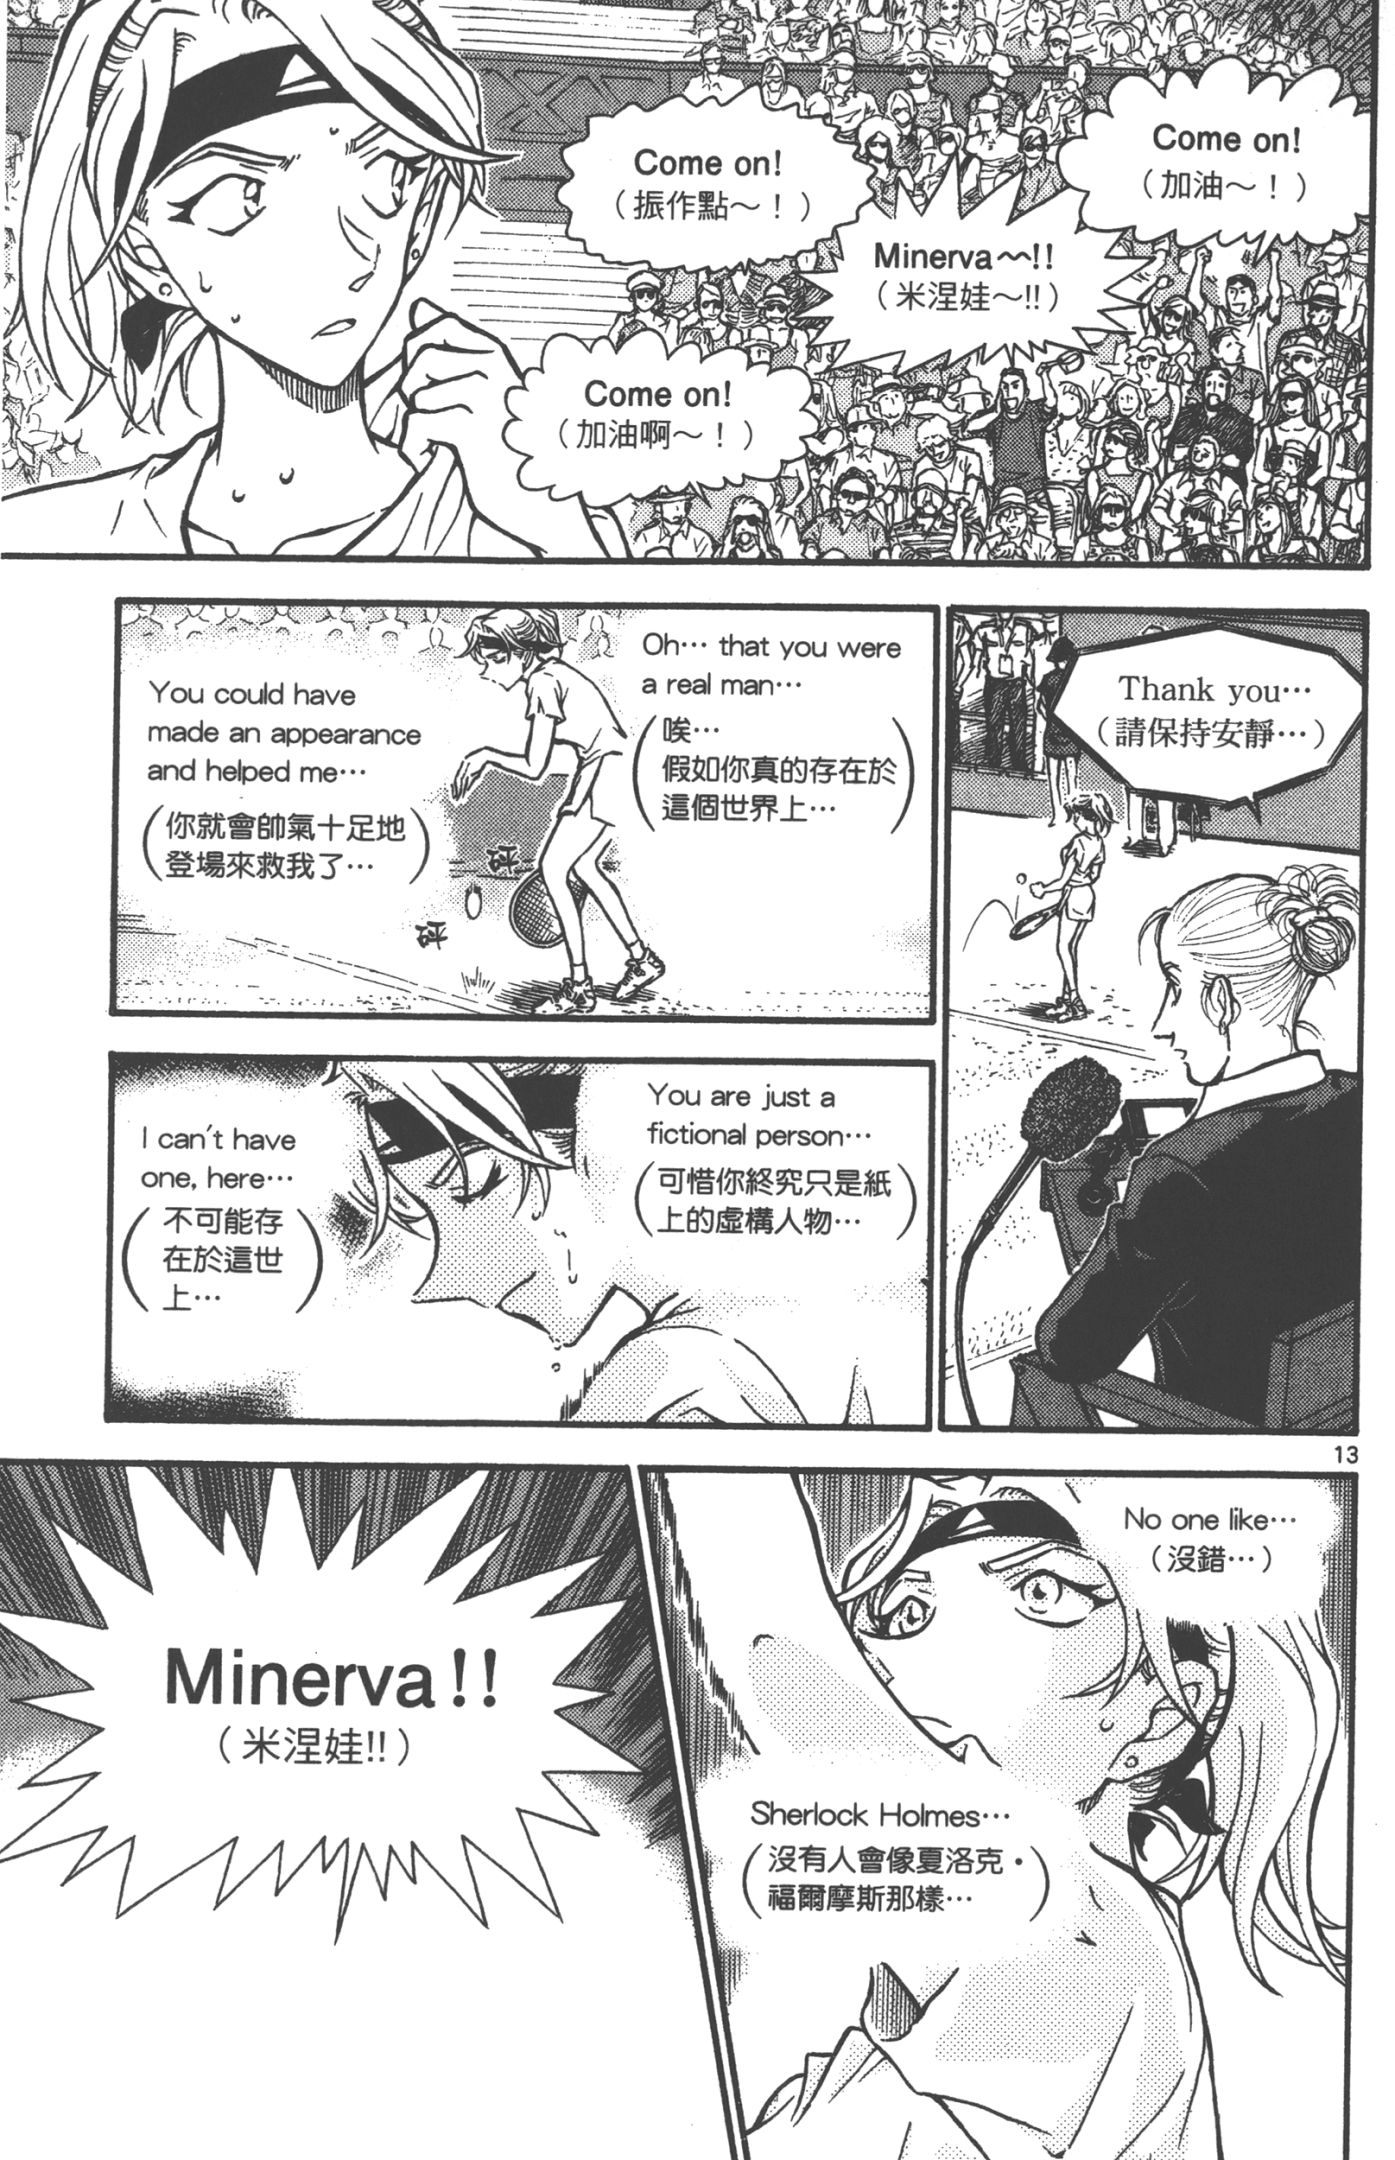 Come on!
（加油～！）
Come on!
（振作點～！）
Minerva～!!
（米涅娃～!!）
Come on!
（加油啊～！）
Thank you…
（請保持安靜…）
Oh… that you were
a real man…
（唉…
假如你真的存在於
這個世界上…）
You could have
made an appearance
and helped me…
（你就會帥氣十足地
登場來救我了…）
You are just a
fictional person…
（可惜你終究只是紙
上的虛構人物…）
I can't have
one, here…
（不可能存
在於這世
上…）
13
No one like…
（沒錯…）
Sherlock Holmes…
（沒有人會像夏洛克・
福爾摩斯那樣…）
Minerva!!
（米涅娃!!）